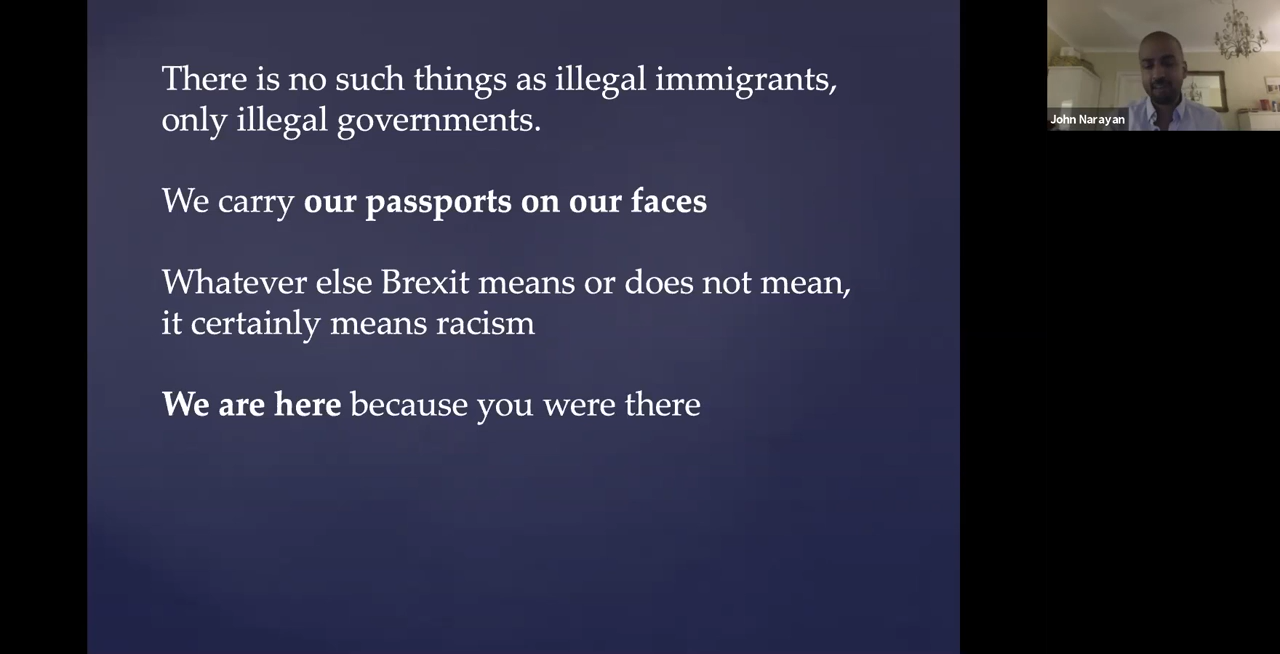 There is no such things as illegal immigrants,
only illegal governments.
We carry our passports on our faces
Whatever else Brexit means or does not mean,
it certainly means racism
We are here because you were there
John Narayan